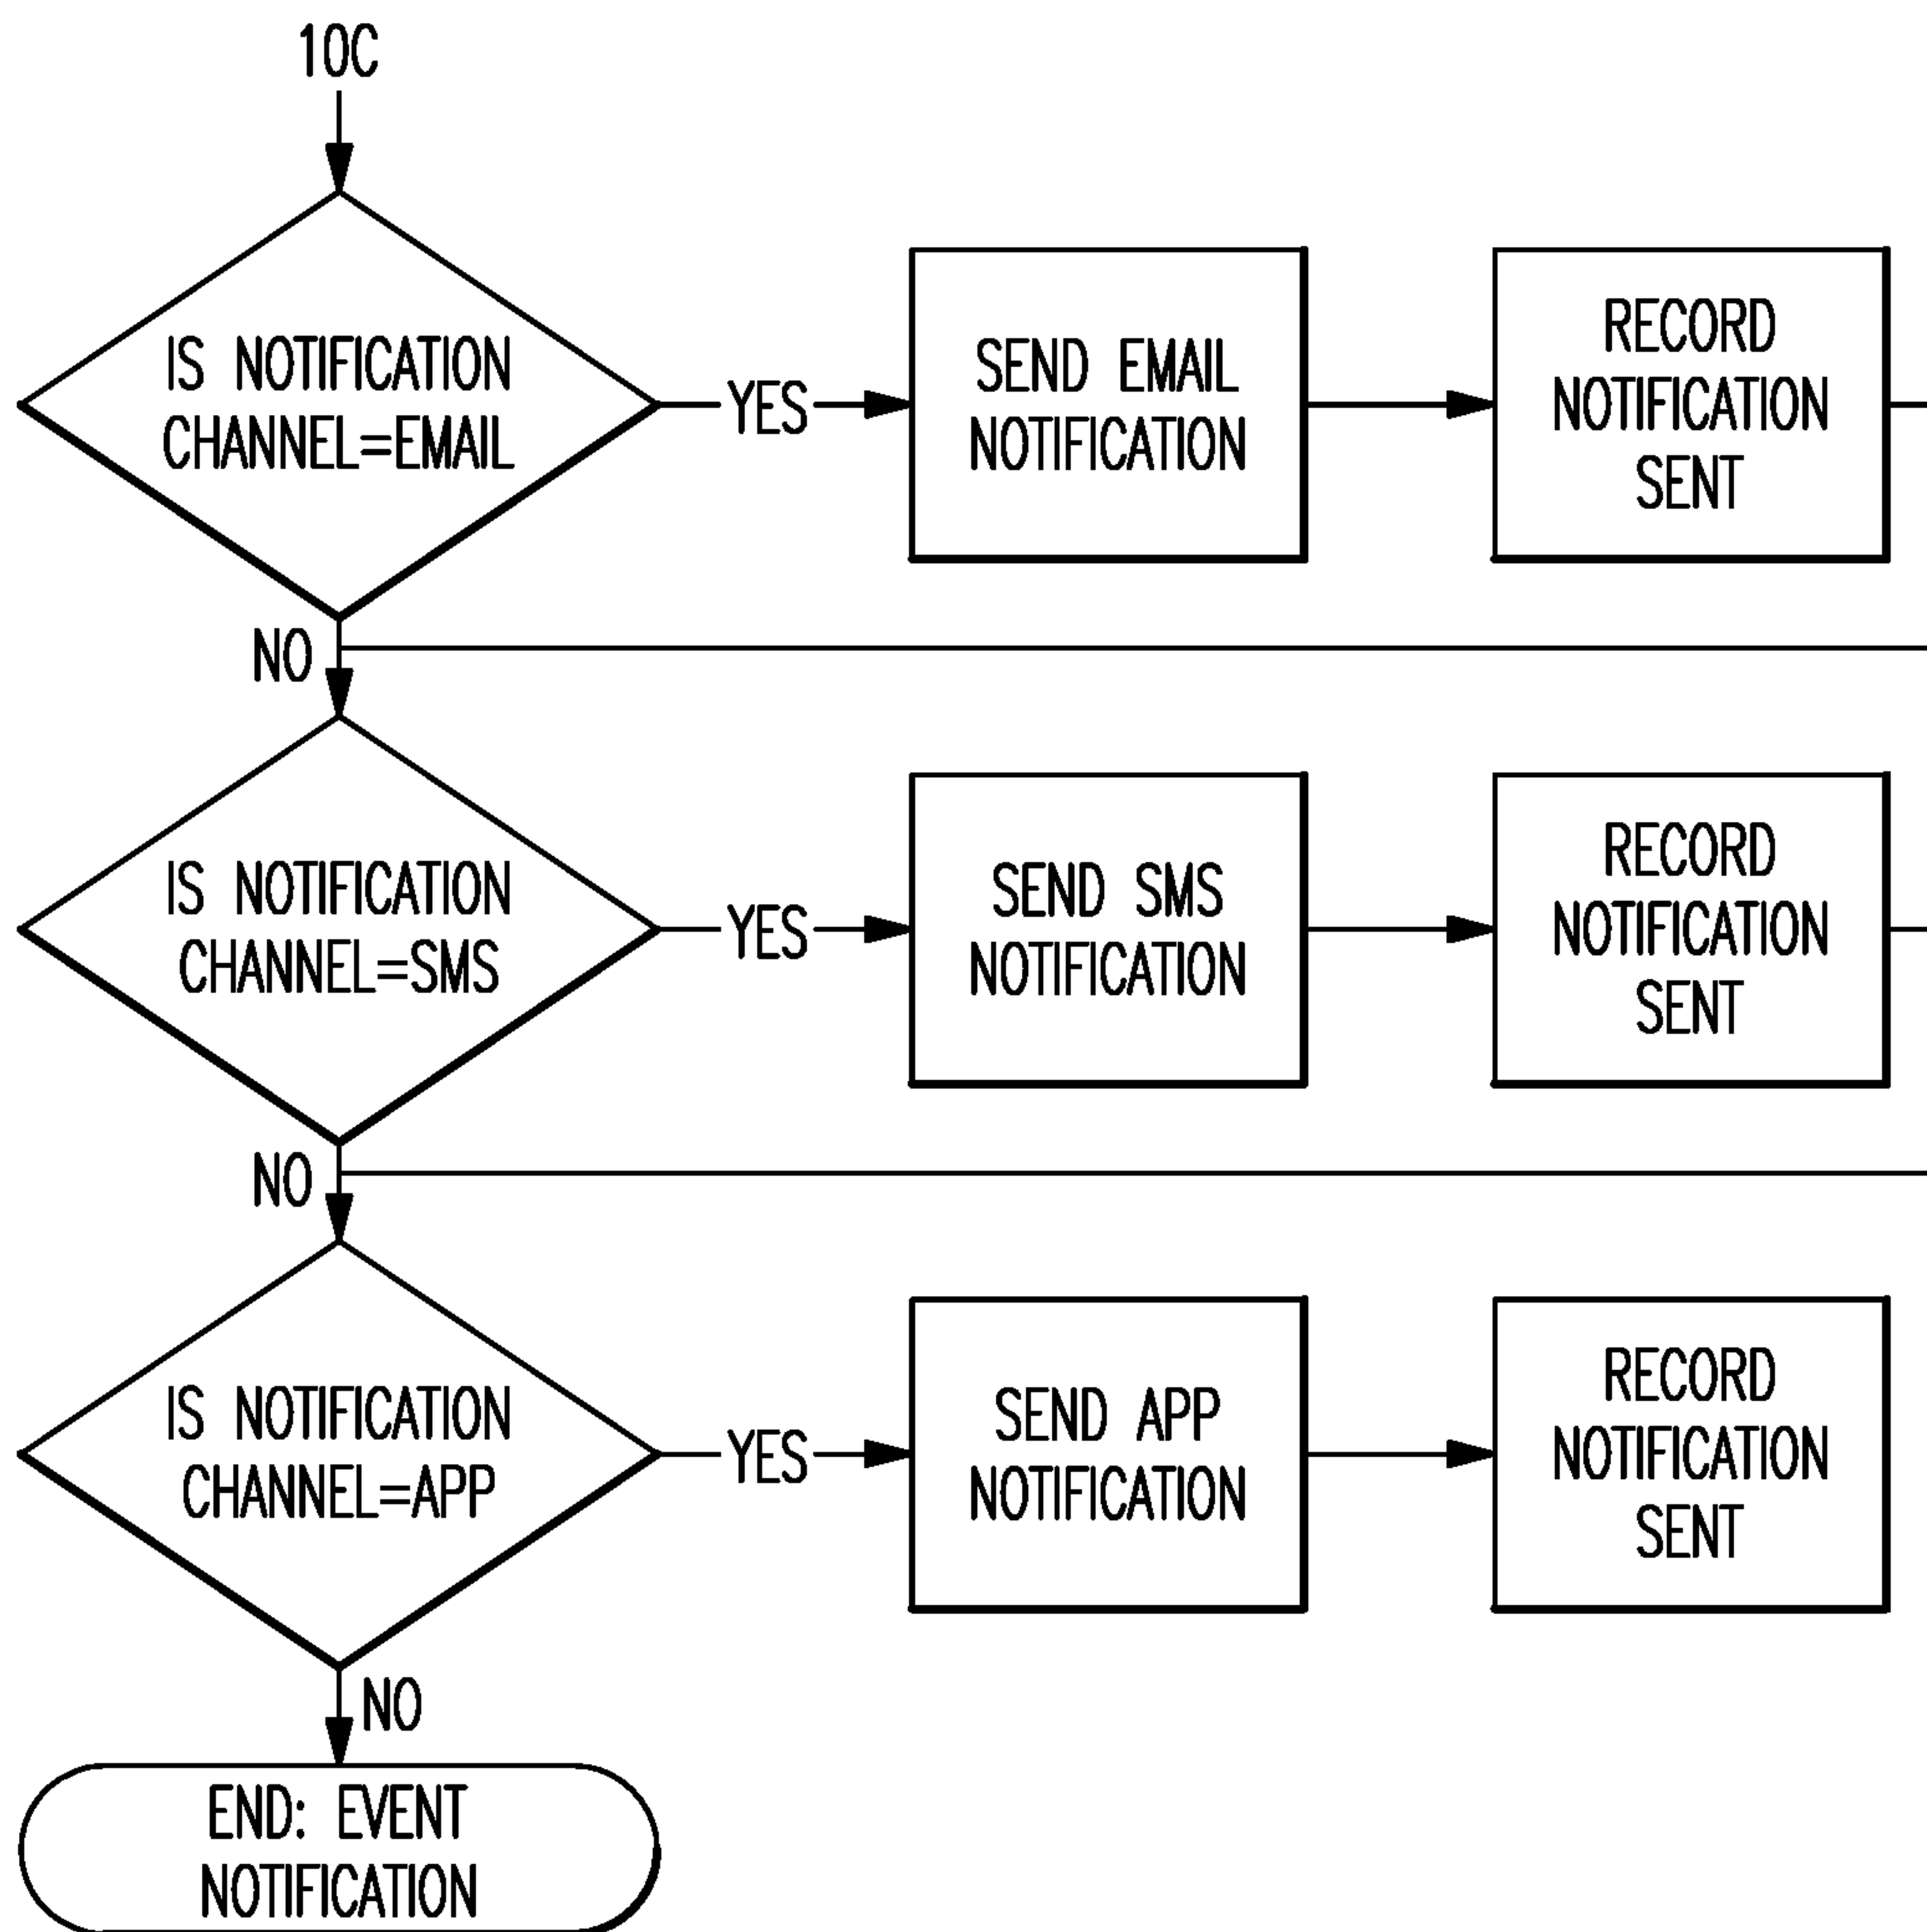 10C
IS NOTIFICATION
CHANNEL=EMAIL
YES
SEND EMAIL
NOTIFICATION
RECORD
NOTIFICATION
SENT
NO
IS NOTIFICATION
CHANNEL=SMS
YES
SEND SMS
NOTIFICATION
RECORD
NOTIFICATION
SENT
NO
IS NOTIFICATION
CHANNEL=APP
YES
SEND APP
NOTIFICATION
RECORD
NOTIFICATION
SENT
NO
END: EVENT
NOTIFICATION